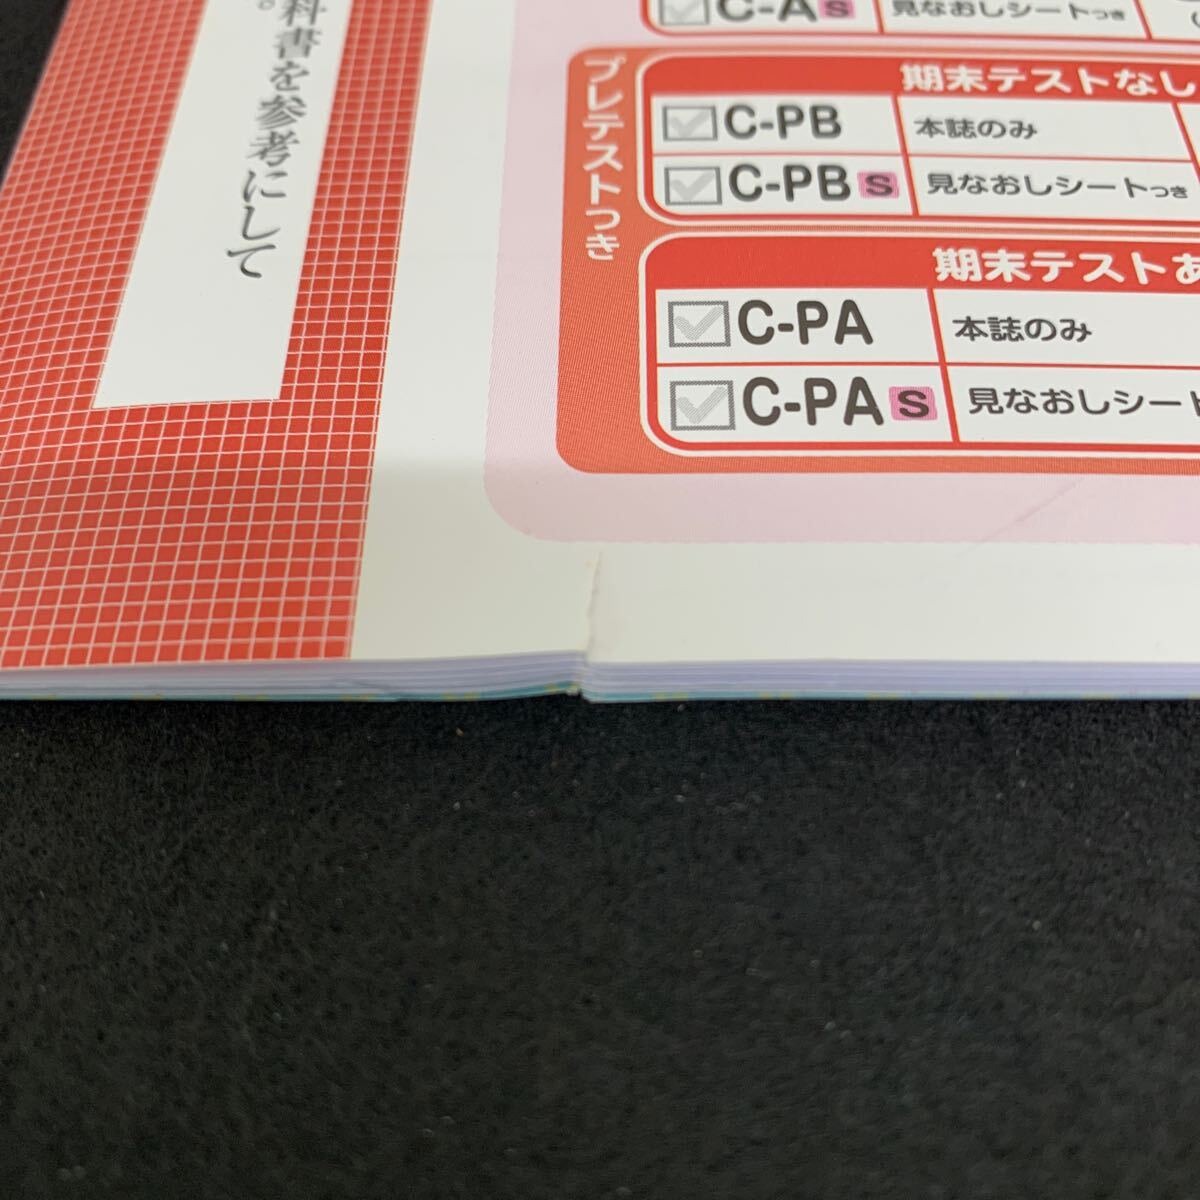 科書を参考にして
。
C-A S 見なおしシートつき
プレテストつき
期末テストなし
C-PB 本誌のみ
C-PB S 見なおしシートつき
期末テストあ
C-PA 本誌のみ
C-PA S 見なおしシート